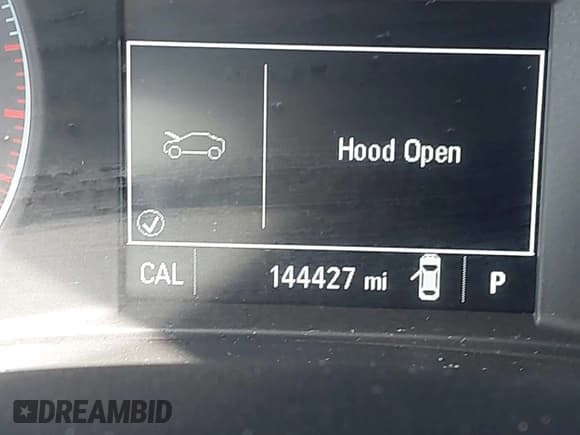 Hood Open
CAL 144427 mi P
DREAMBID